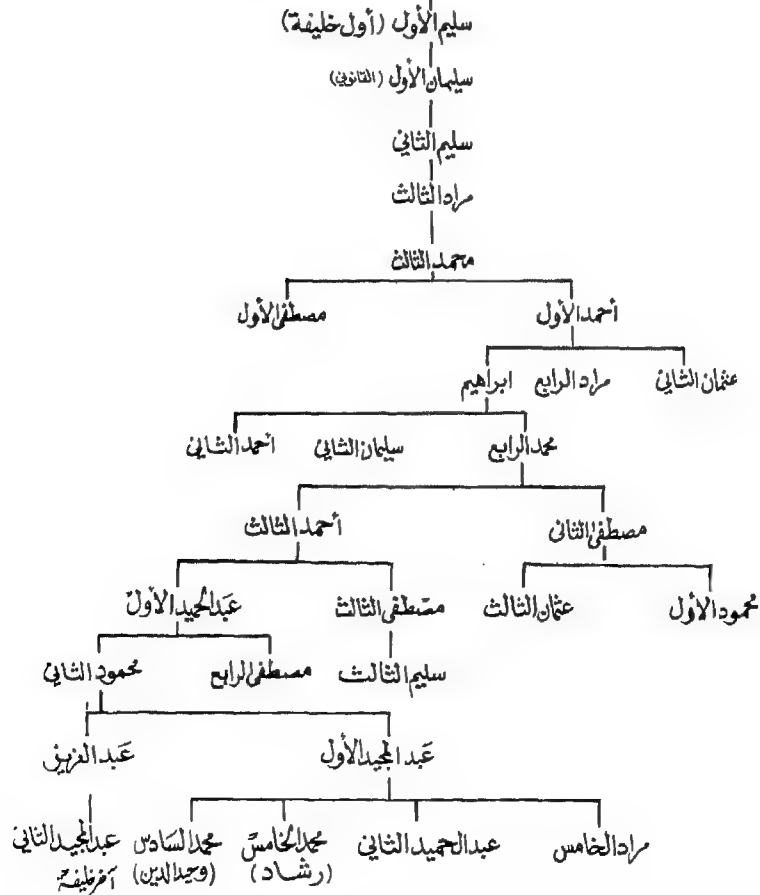 سليم الأول (أول خليفة)
سليمان الأول (القانوني)
سليم الثاني
مراد الثالث
محمد الثالث
أحمد الأول مصطفى الأول
عثمان الثاني مراد الرابع ابراهيم
محمد الرابع سليمان الثاني أحمد الثاني
مصطفى الثاني أحمد الثالث
محمود الأول عثمان الثالث مصطفى الثالث عبد الحميد الأول
سليم الثالث مصطفى الرابع محمود الثاني
عبد المجيد الأول عبد العزيز
مراد الخامس عبد الحميد الثاني محمد الخامس محمد السادس عبد المجيد الثاني
(رشاد) (وحيد الدين) آخر خليفة